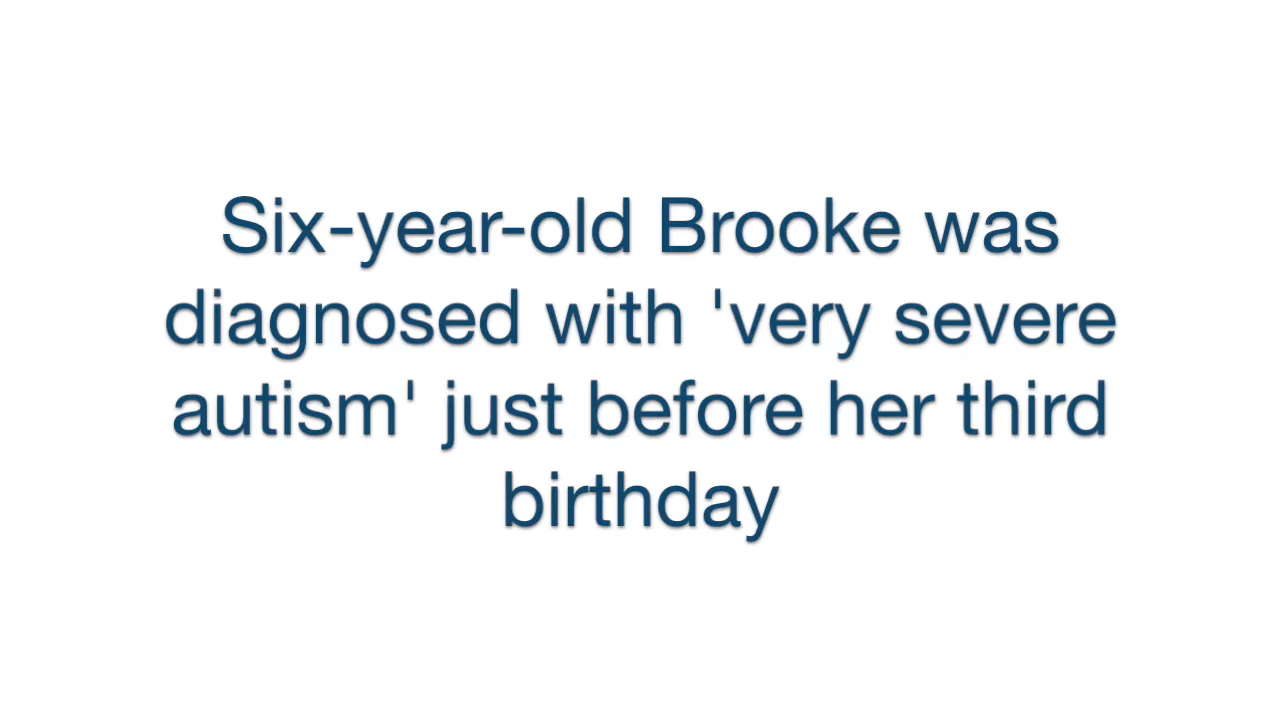 Six-year-old Brooke was
diagnosed with 'very severe
autism' just before her third
birthday